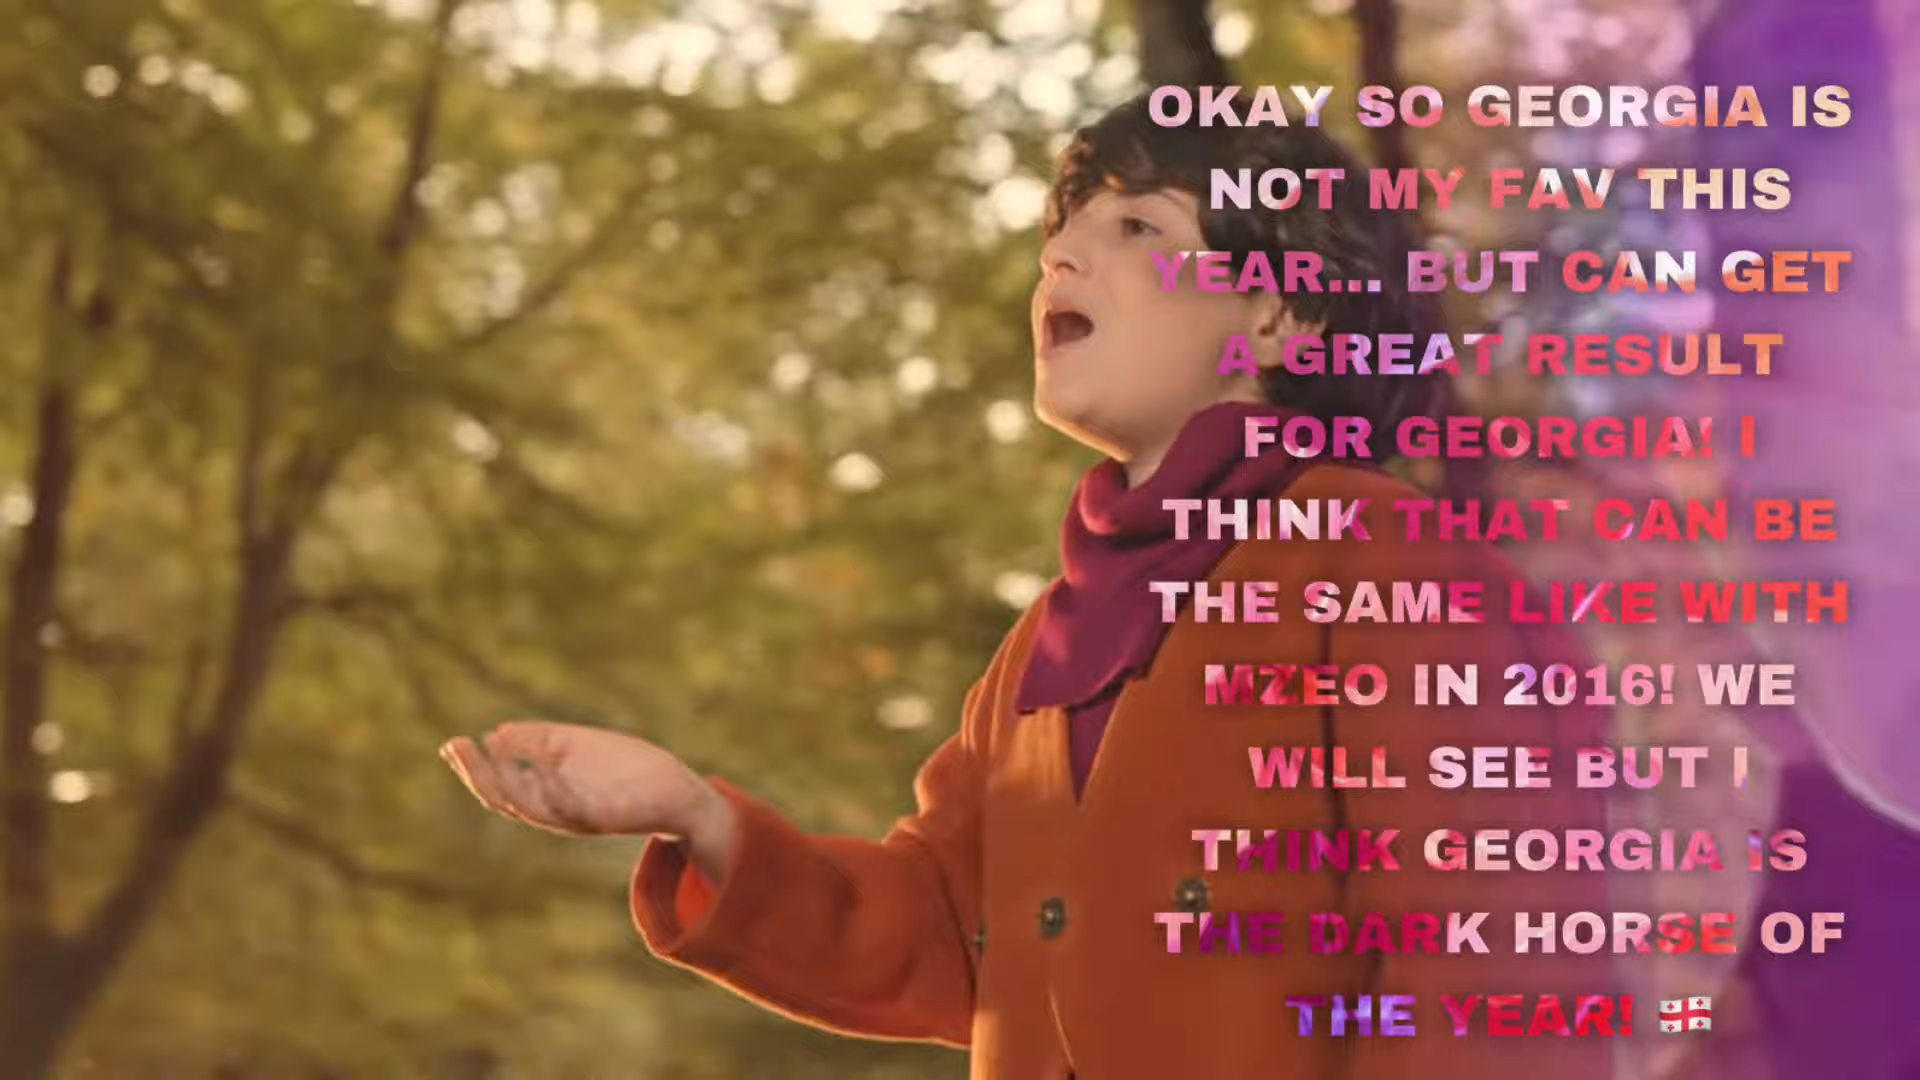 OKAY SO GEORGIA IS
NOT MY FAV THIS
YEAR... BUT CAN GET
A GREAT RESULT
FOR GEORGIA! I
THINK THAT CAN BE
THE SAME LIKE WITH
MZEO IN 2016! WE
WILL SEE BUT I
THINK GEORGIA IS
THE DARK HORSE OF
THE YEAR! 🇬🇪